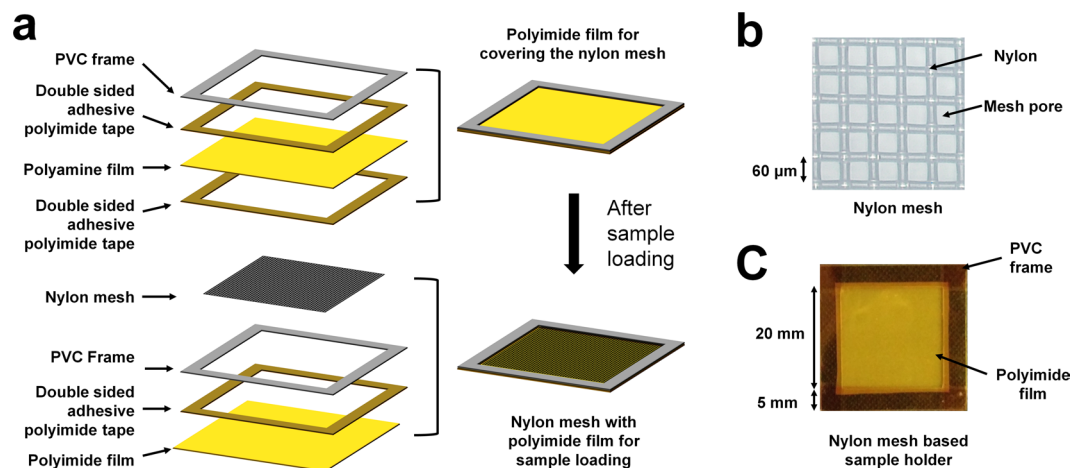 a
PVC frame
Double sided
adhesive
polyimide tape
Polyamine film
Double sided
adhesive
polyimide tape
Polyimide film for
covering the nylon mesh
After
sample
loading
Nylon mesh
PVC Frame
Double sided
adhesive
polyimide tape
Polyimide film
Nylon mesh with
polyimide film for
sample loading
b
Nylon
Mesh pore
60 µm
Nylon mesh
C
PVC
frame
20 mm
Polyimide
film
5 mm
Nylon mesh based
sample holder